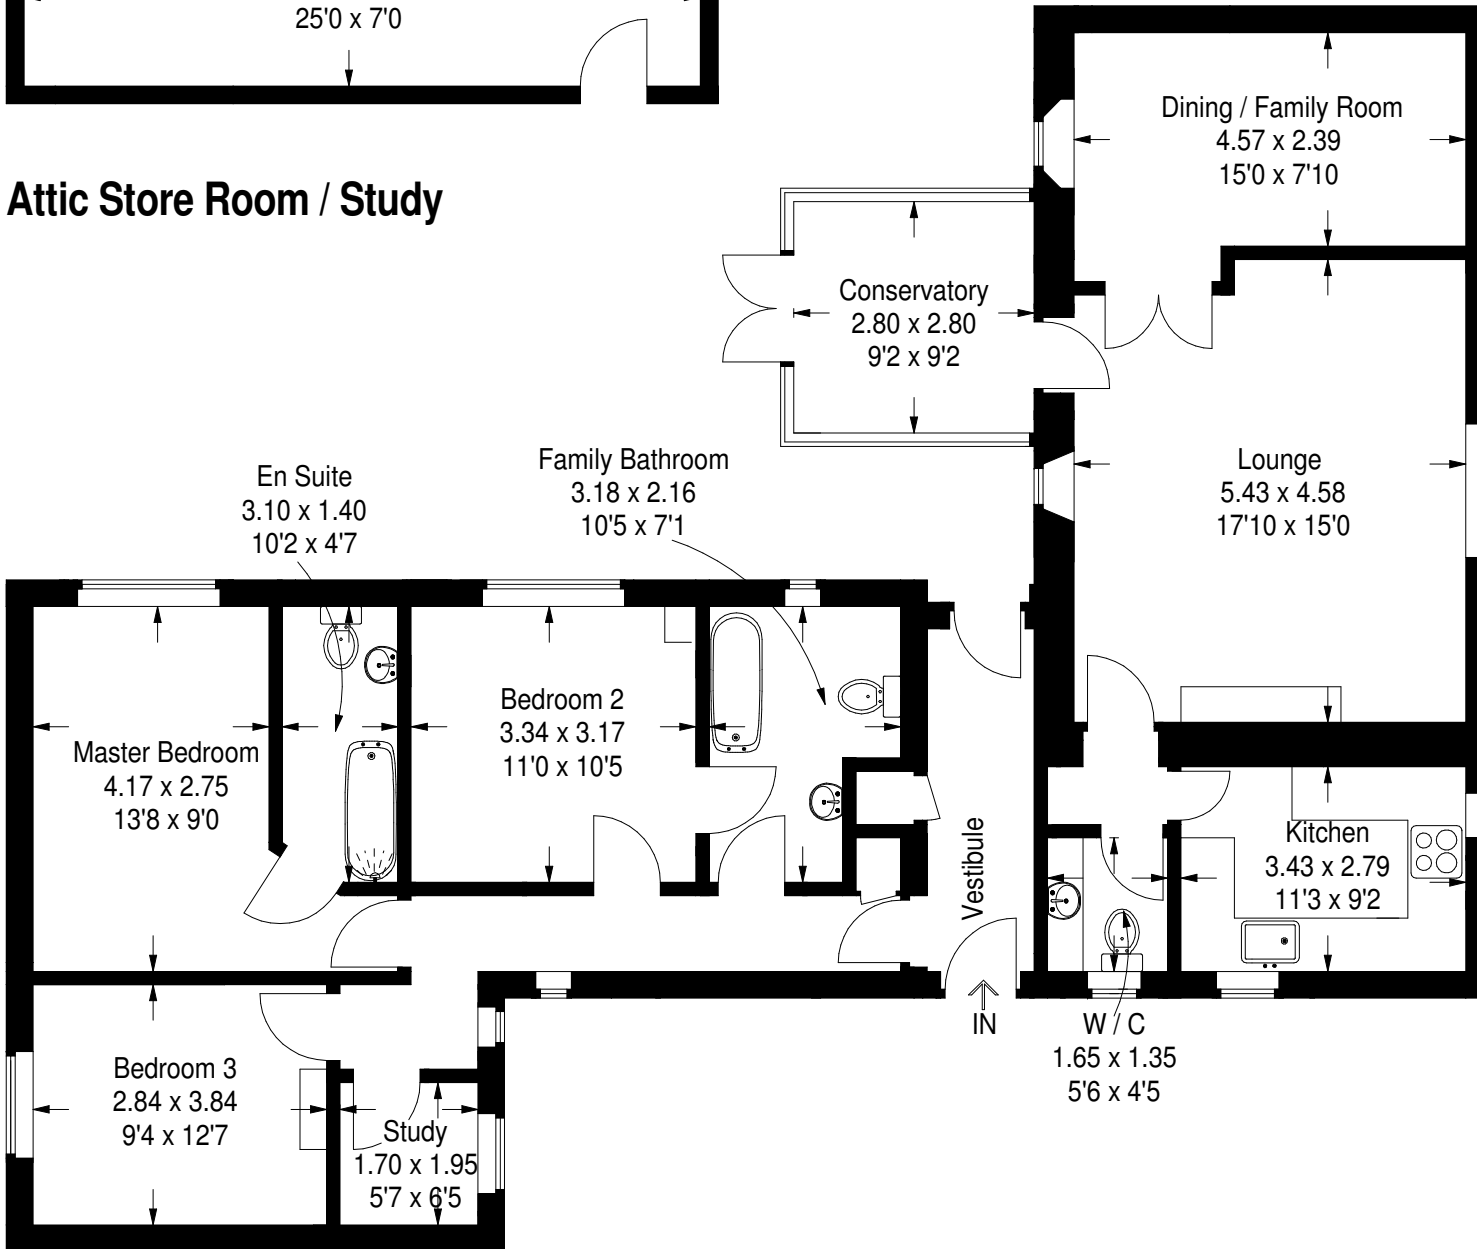 25'0 x 7'0
Attic Store Room / Study
Dining / Family Room
4.57 x 2.39
15'0 x 7'10
Conservatory
2.80 x 2.80
9'2 x 9'2
Lounge
5.43 x 4.58
17'10 x 15'0
En Suite
3.10 x 1.40
10'2 x 4'7
Family Bathroom
3.18 x 2.16
10'5 x 7'1
Master Bedroom
4.17 x 2.75
13'8 x 9'0
Bedroom 2
3.34 x 3.17
11'0 x 10'5
Vestibule
Kitchen
3.43 x 2.79
11'3 x 9'2
IN
W / C
1.65 x 1.35
5'6 x 4'5
Bedroom 3
2.84 x 3.84
9'4 x 12'7
Study
1.70 x 1.95
5'7 x 6'5